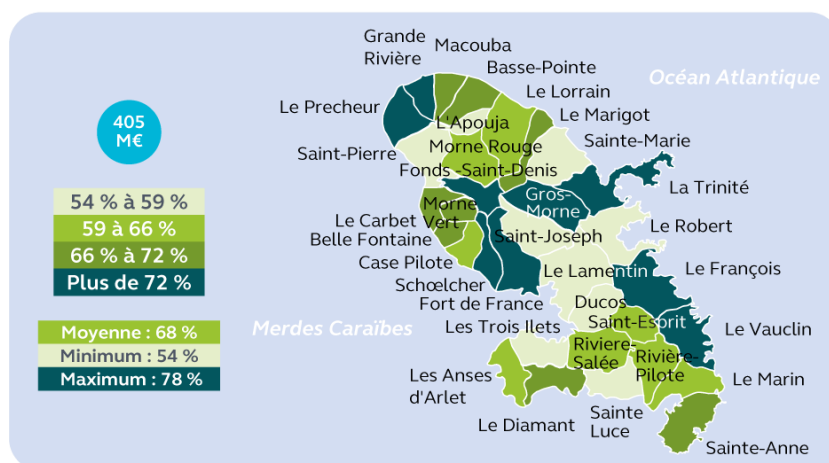 405
M€
54 % à 59 %
59 à 66 %
66 % à 72 %
Plus de 72 %
Moyenne : 68 %
Minimum : 54 %
Maximum : 78 %
Grande
Rivière
Macouba
Basse-Pointe
Océan Atlantique
Le Lorrain
Le Precheur
Le Marigot
L'Apouja
Sainte-Marie
Saint-Pierre
Morne Rouge
Fonds -Saint-Denis
La Trinité
Gros-
Morne
Morne
Vert
Le Carbet
Le Robert
Belle Fontaine
Saint-Joseph
Case Pilote
Le Lamentin
Le François
Schœlcher
Fort de France
Ducos
Merdes Caraïbes
Les Trois Ilets
Saint-Esprit
Le Vauclin
Riviere-
Salée
Rivière-
Pilote
Les Anses
d'Arlet
Le Marin
Le Diamant
Sainte
Luce
Sainte-Anne